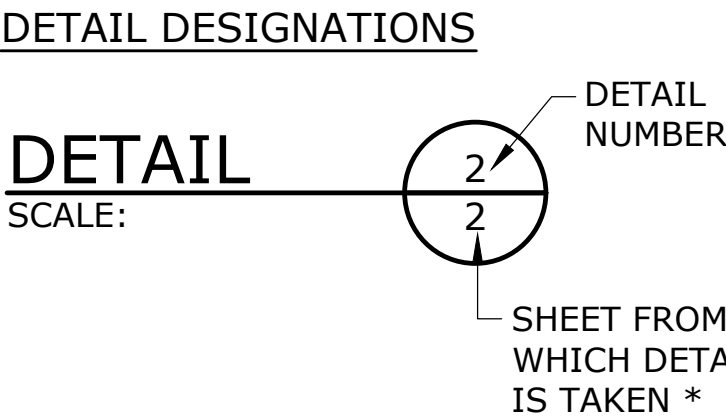 DETAIL DESIGNATIONS
DETAIL
NUMBER
DETAIL
2
SCALE:
2
SHEET FROM
WHICH DETA
IS TAKEN *